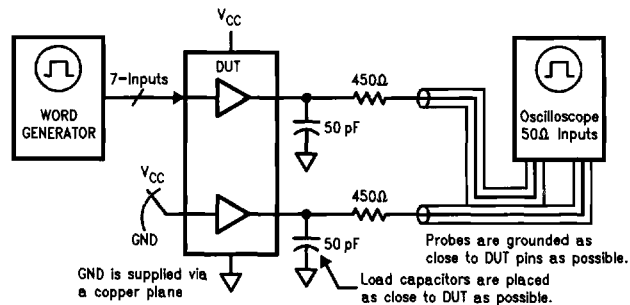 VCC
7-Inputs
DUT
WORD
GENERATOR
450Ω
50 pF
Oscilloscope
50Ω Inputs
VCC
GND
450Ω
50 pF
GND is supplied via
a copper plane
Probes are grounded as
close to DUT pins as possible.
Load capacitors are placed
as close to DUT as possible.